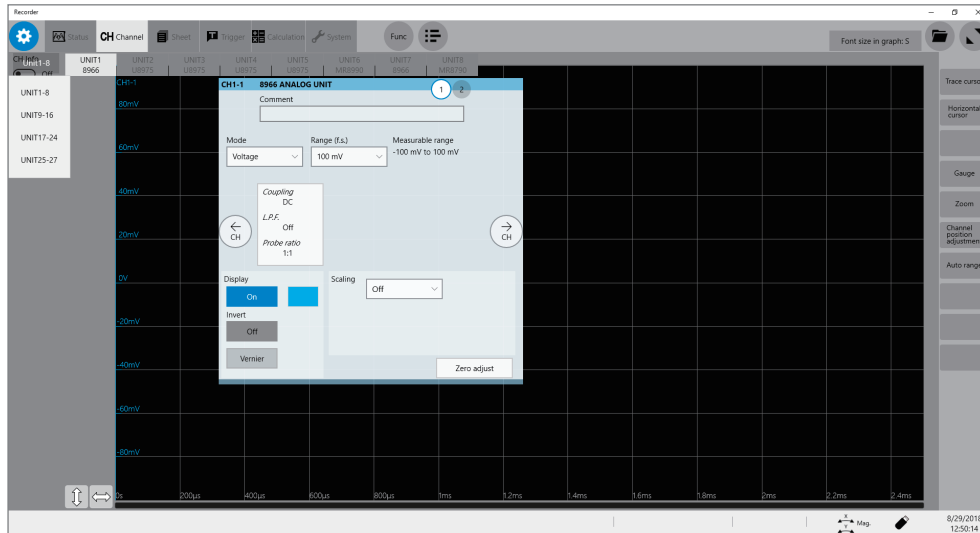 Recorder
Status
CH Channel
Sheet
Trigger
Calculation
System
Func
Font size in graph: S
CH Info.
Unit1-8
Off
UNIT1
8966
UNIT2
U8975
UNIT3
U8975
UNIT4
U8975
UNIT5
U8975
UNIT6
MR8990
UNIT7
8966
UNIT8
MR8790
UNIT1-8
UNIT9-16
UNIT17-24
UNIT25-27
CH1-1
80mV
60mV
40mV
20mV
0V
-20mV
-40mV
-60mV
-80mV
CH1-1 8966 ANALOG UNIT
1
2
Comment
Mode
Voltage
Range (f.s.)
100 mV
Measurable range
-100 mV to 100 mV
Coupling
DC
L.P.F.
Off
Probe ratio
1:1
CH
CH
Display
On
Invert
Off
Vernier
Scaling
Off
Zero adjust
Trace curso
Horizontal
cursor
Gauge
Zoom
Channel
position
adjustmen
Auto range
0s
200µs
400µs
600µs
800µs
1ms
1.2ms
1.4ms
1.6ms
1.8ms
2ms
2.2ms
2.4ms
X
Y
Mag.
8/29/2018
12:50:14